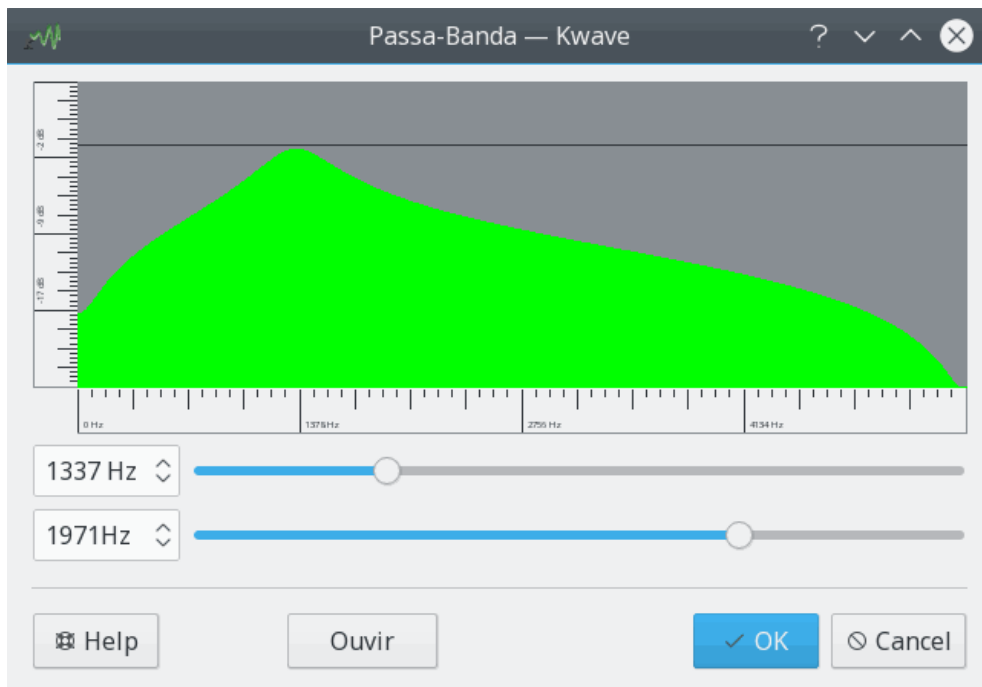 Passa-Banda — Kwave
-2 dB
-9 dB
-17 dB
0 Hz
1378Hz
2756 Hz
4134 Hz
1337 Hz
1971Hz
Help
Ouvir
OK
Cancel